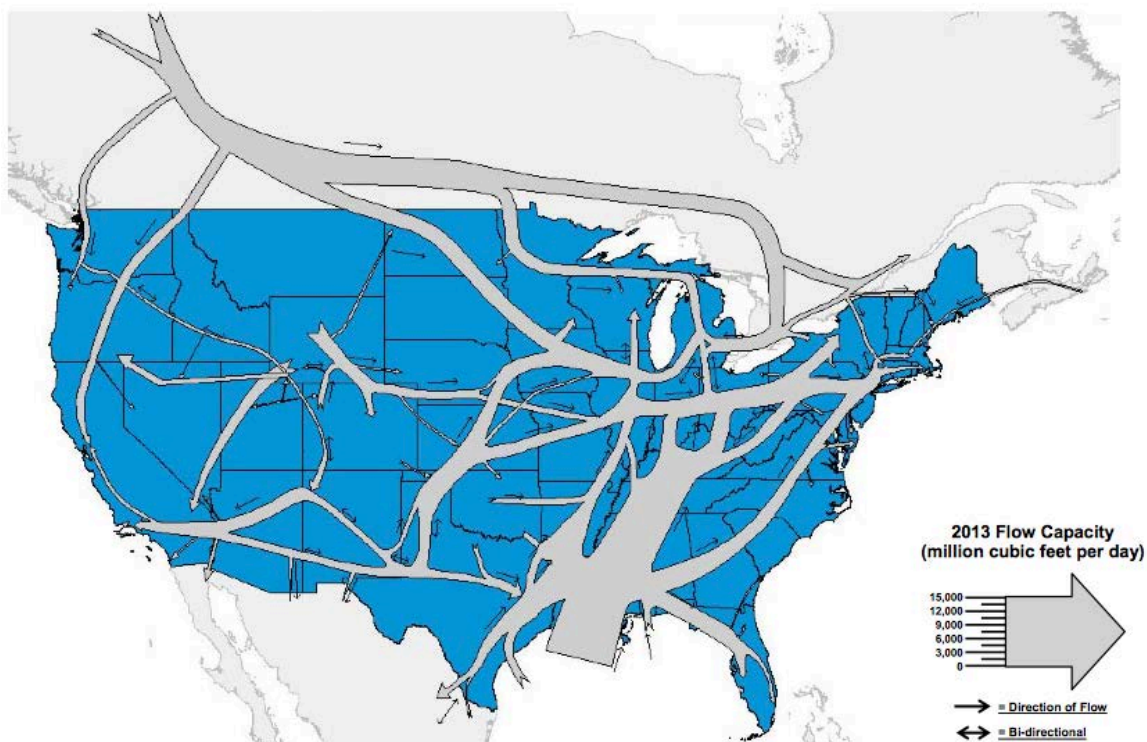 2013 Flow Capacity
(million cubic feet per day)
15,000
12,000
9,000
6,000
3,000
0
= Direction of Flow
= Bi-directional